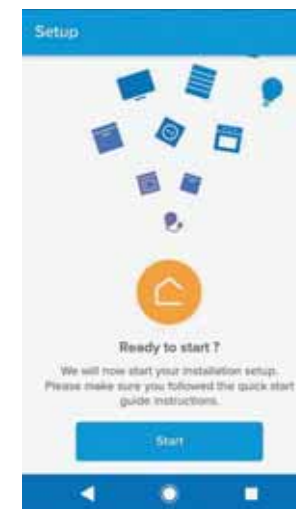 Setup
Ready to start ?
We will now start your installation setup.
Please make sure you followed the quick start
guide instructions.
Start